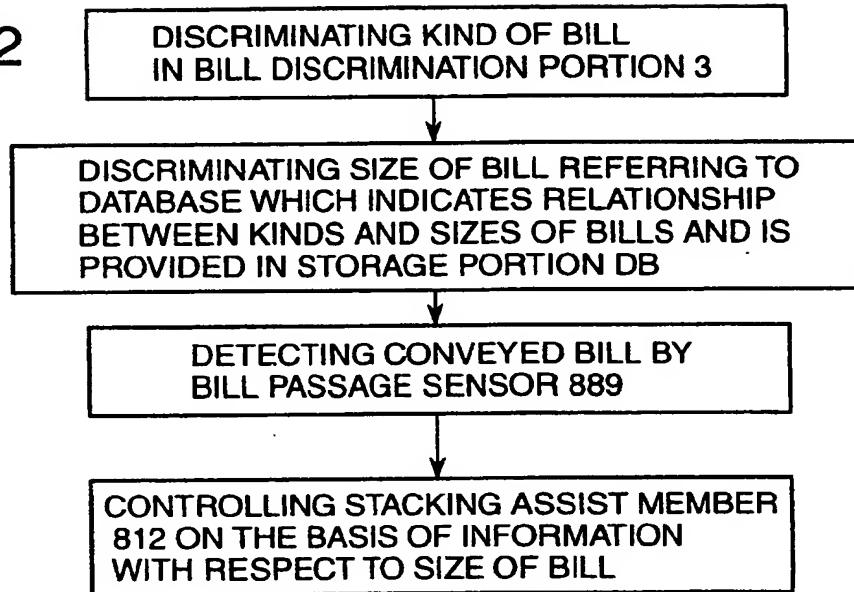 2
DISCRIMINATING KIND OF BILL
IN BILL DISCRIMINATION PORTION 3
DISCRIMINATING SIZE OF BILL REFERRING TO
DATABASE WHICH INDICATES RELATIONSHIP
BETWEEN KINDS AND SIZES OF BILLS AND IS
PROVIDED IN STORAGE PORTION DB
DETECTING CONVEYED BILL BY
BILL PASSAGE SENSOR 889
CONTROLLING STACKING ASSIST MEMBER
812 ON THE BASIS OF INFORMATION
WITH RESPECT TO SIZE OF BILL